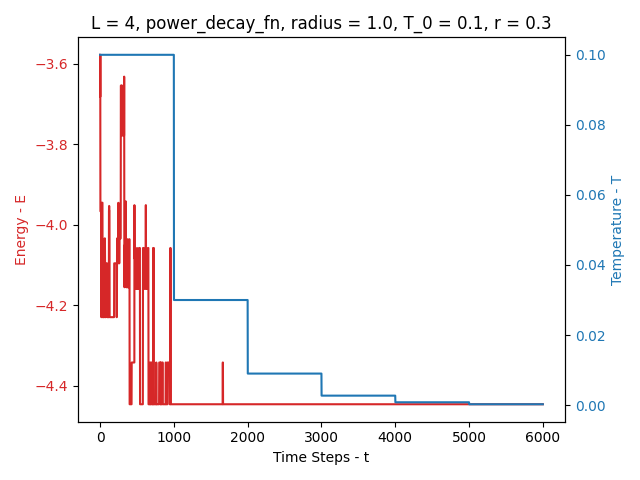 L = 4, power_decay_fn, radius = 1.0, T_0 = 0.1, r = 0.3
−3.6
−3.8
−4.0
−4.2
−4.4
Energy - E
0.10
0.08
0.06
0.04
0.02
0.00
Temperature - T
0 1000 2000 3000 4000 5000 6000
Time Steps - t